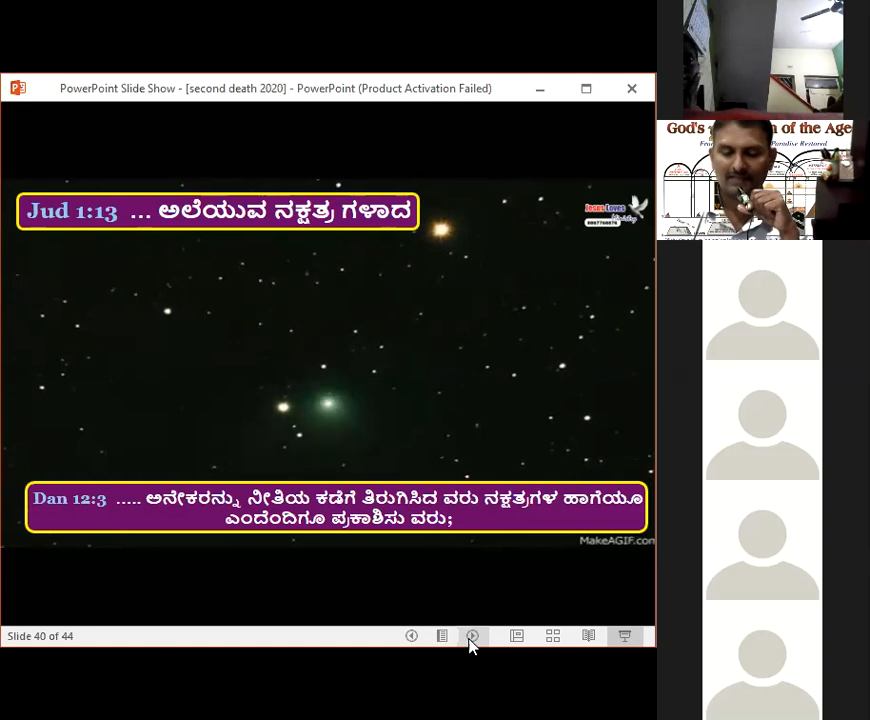 PowerPoint Slide Show - [second death 2020] - PowerPoint (Product Activation Failed)
God's
n of the Age
Paradise Restored
Jud 1:13 ... ಅಲೆಯುವ ನಕ್ಷತ್ರ ಗಳಾದ
Jesus Loves
Dan 12:3 ..... ಅನೇಕರನ್ನು ನೀತಿಯ ಕಡೆಗೆ ತಿರುಗಿಸಿದ ವರು ನಕ್ಷತ್ರಗಳ ಹಾಗೆಯೂ
ಎಂದೆಂದಿಗೂ ಪ್ರಕಾಶಿಸು ವರು;
MakeAGIF.com
Slide 40 of 44